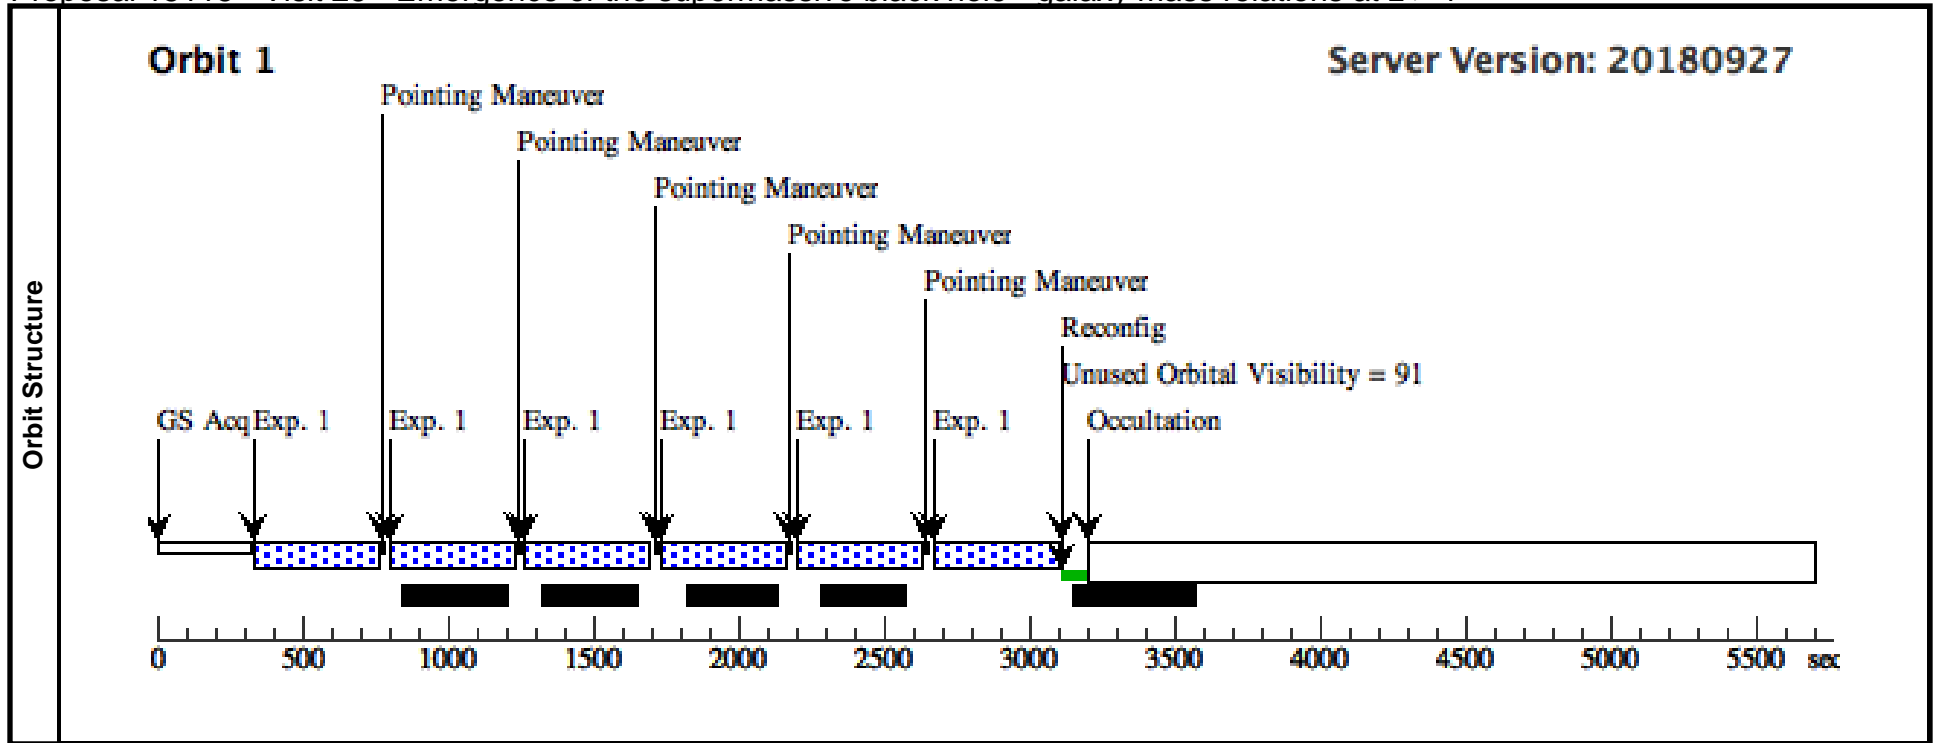 Orbit Structure
Orbit 1
Server Version: 20180927
Pointing Maneuver
Pointing Maneuver
Pointing Maneuver
Pointing Maneuver
Pointing Maneuver
Reconfig
Unused Orbital Visibility = 91
GS Acq Exp. 1 Exp. 1 Exp. 1 Exp. 1 Exp. 1 Exp. 1 Occultation
0 500 1000 1500 2000 2500 3000 3500 4000 4500 5000 5500 sec